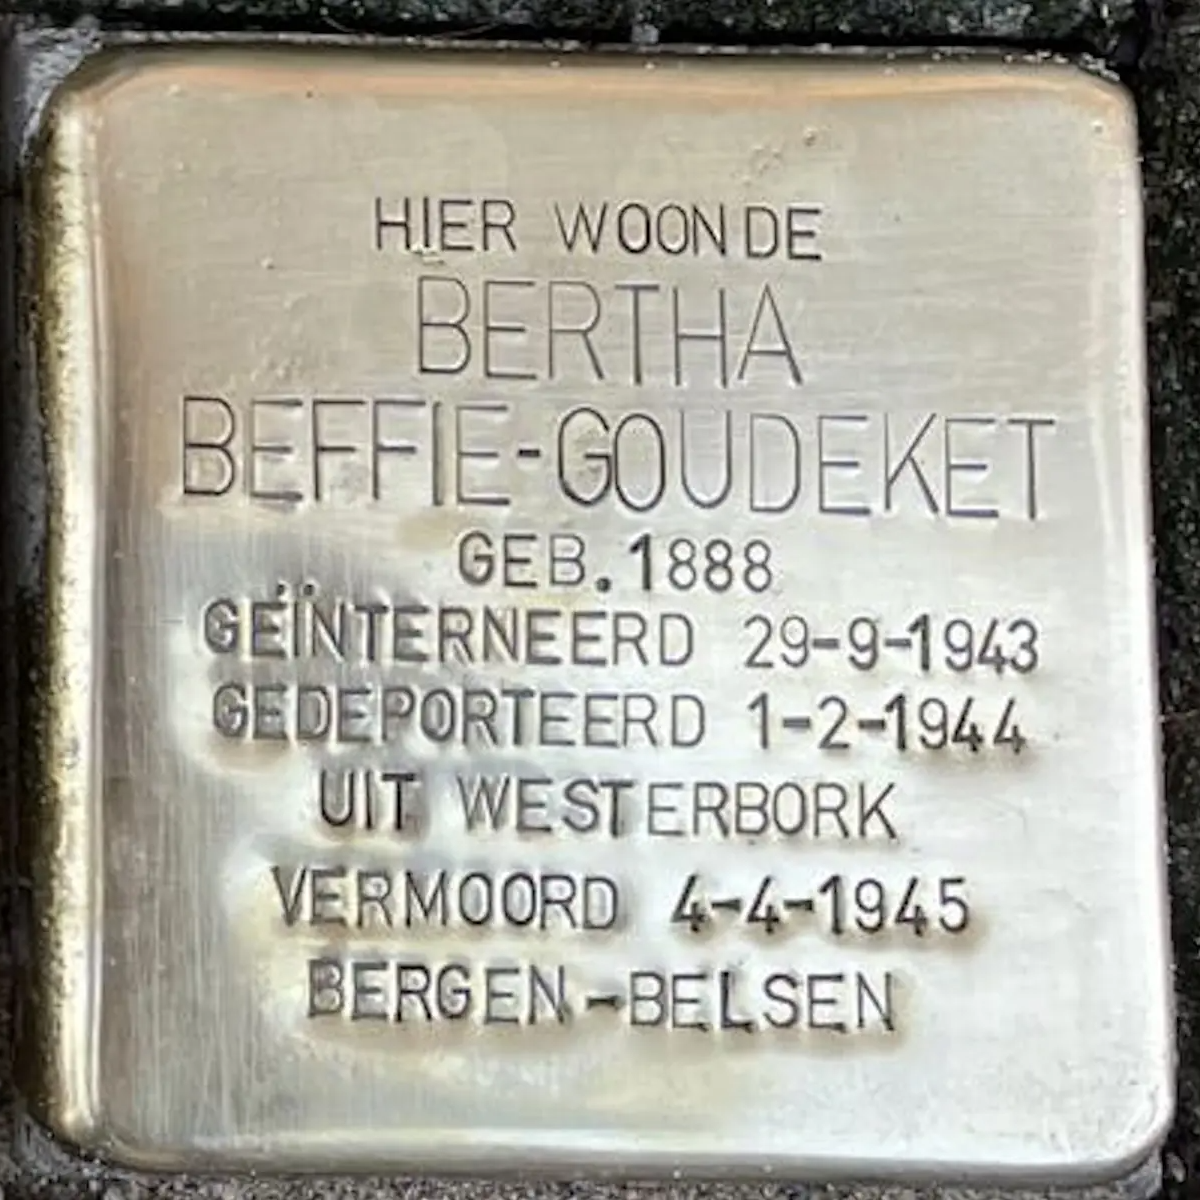 HIER WOONDE
BERTHA
BEFFIE-GOUDEKET
GEB. 1888
GEÏNTERNEERD 29-9-1943
GEDEPORTEERD 1-2-1944
UIT WESTERBORK
VERMOORD 4-4-1945
BERGEN-BELSEN